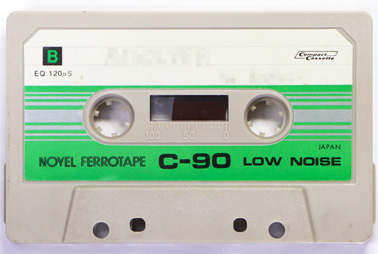 B
Compact
Cassette
EQ 120µS
100 50 0
JAPAN
NOVEL FERROTAPE C-90 LOW NOISE